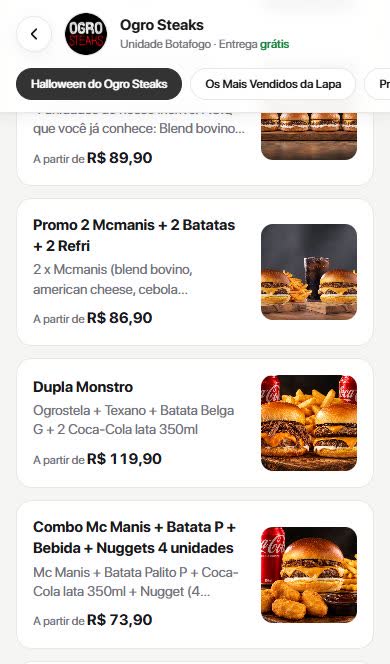 OGRO
STEAKS
Ogro Steaks
Unidade Botafogo · Entrega grátis
Halloween do Ogro Steaks
Os Mais Vendidos da Lapa
Pr
que você já conhece: Blend bovino...
A partir de R$ 89,90
Promo 2 Mcmanis + 2 Batatas
+ 2 Refri
2 x Mcmanis (blend bovino,
american cheese, cebola...
A partir de R$ 86,90
Dupla Monstro
Ogrostela + Texano + Batata Belga
G + 2 Coca-Cola lata 350ml
A partir de R$ 119,90
Combo Mc Manis + Batata P +
Bebida + Nuggets 4 unidades
Mc Manis + Batata Palito P + Coca-
Cola lata 350ml + Nugget (4...
A partir de R$ 73,90